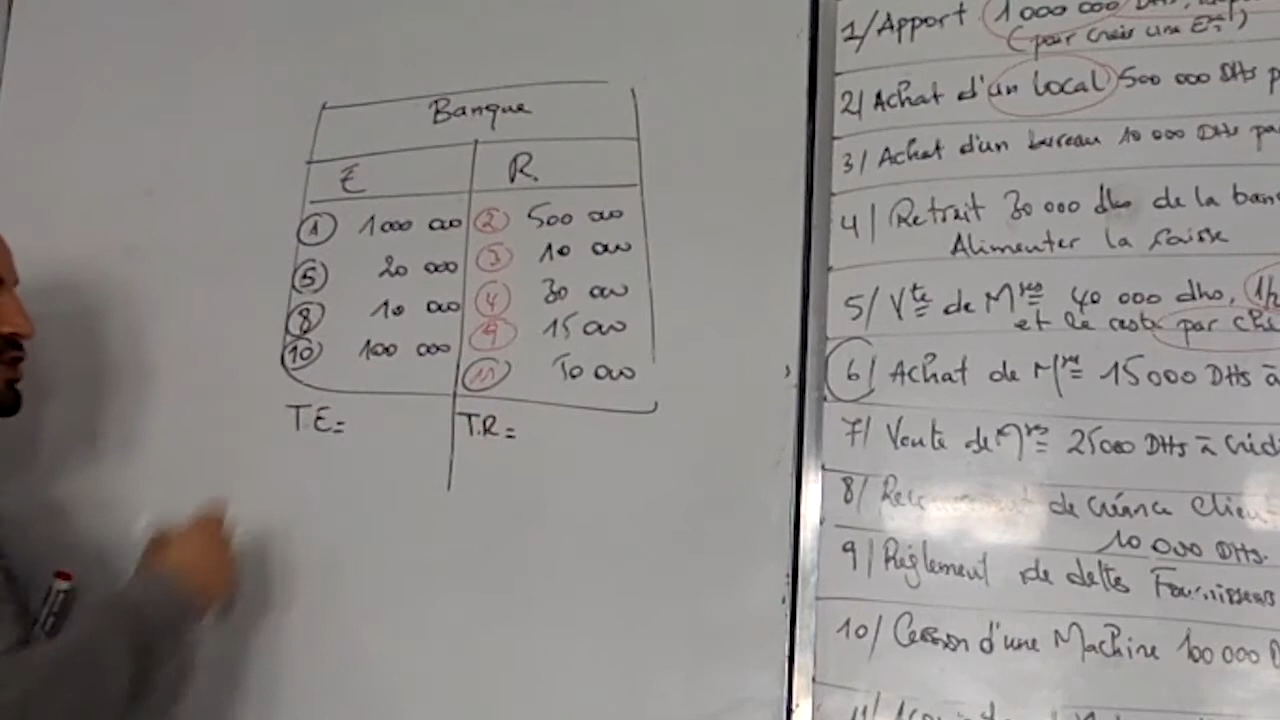 Banque
E R.
① 1000 000 ② 500 000
⑤ 20 000 ③ 10 000
⑧ 10 000 ④ 30 000
⑩ 100 000 ⑨ 15 000
⑪ 50 000
T.E= T.R=
1/ Apport 1 000 000 DHs,
(pour créer une Ese)
2/ Achat d'un local 500 000 DHs
3/ Achat d'un bureau 10 000 DHs
4/ Retrait 30 000 dhs de la
Alimenter la Caisse
5/ Vte de Mses 40 000 dhs, 1/2
et le reste par
6/ Achat de Mses 15 000 DHs à
7/ Vente de Mses 25 000 DHs à
8/ de créance Client
10 000 DHs.
9/ Règlement de dettes Fournisseurs
10/ Cession d'une Machine 100 000
11/